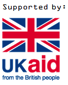 Supported by:
UKaid
from the British people